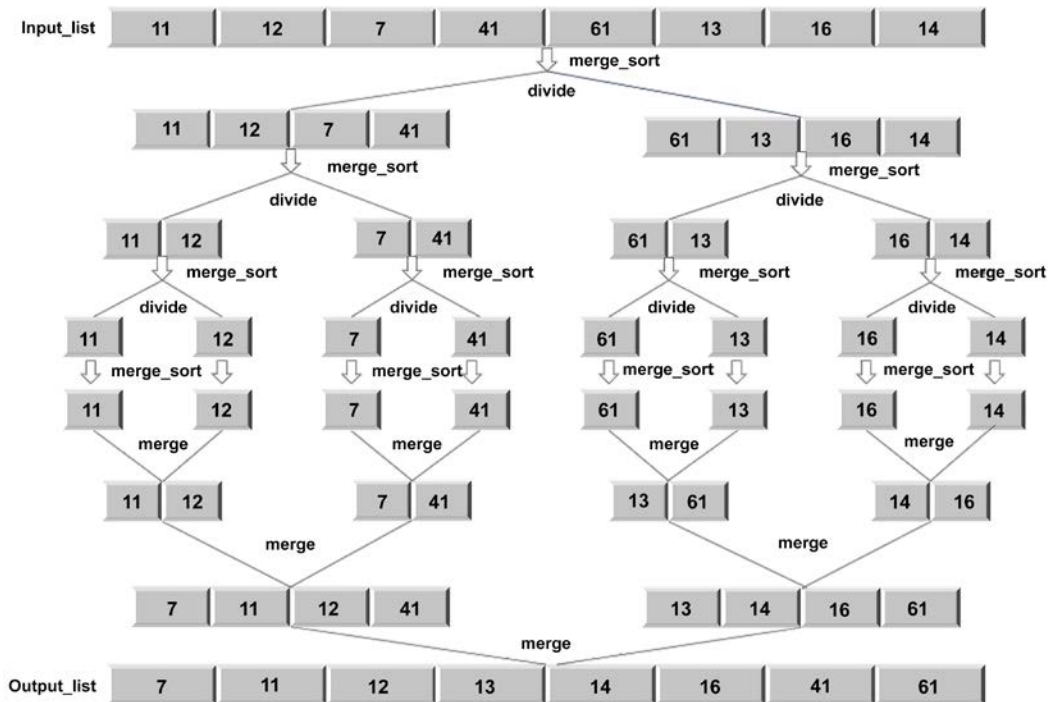 Input_list 11 12 7 41 61 13 16 14
merge_sort
divide
11 12 7 41 61 13 16 14
merge_sort merge_sort
divide divide
11 12 7 41 61 13 16 14
merge_sort merge_sort merge_sort merge_sort
divide divide divide divide
11 12 7 41 61 13 16 14
merge_sort merge_sort merge_sort merge_sort
11 12 7 41 61 13 16 14
merge merge merge merge
11 12 7 41 13 61 14 16
merge merge
7 11 12 41 13 14 16 61
merge
Output_list 7 11 12 13 14 16 41 61